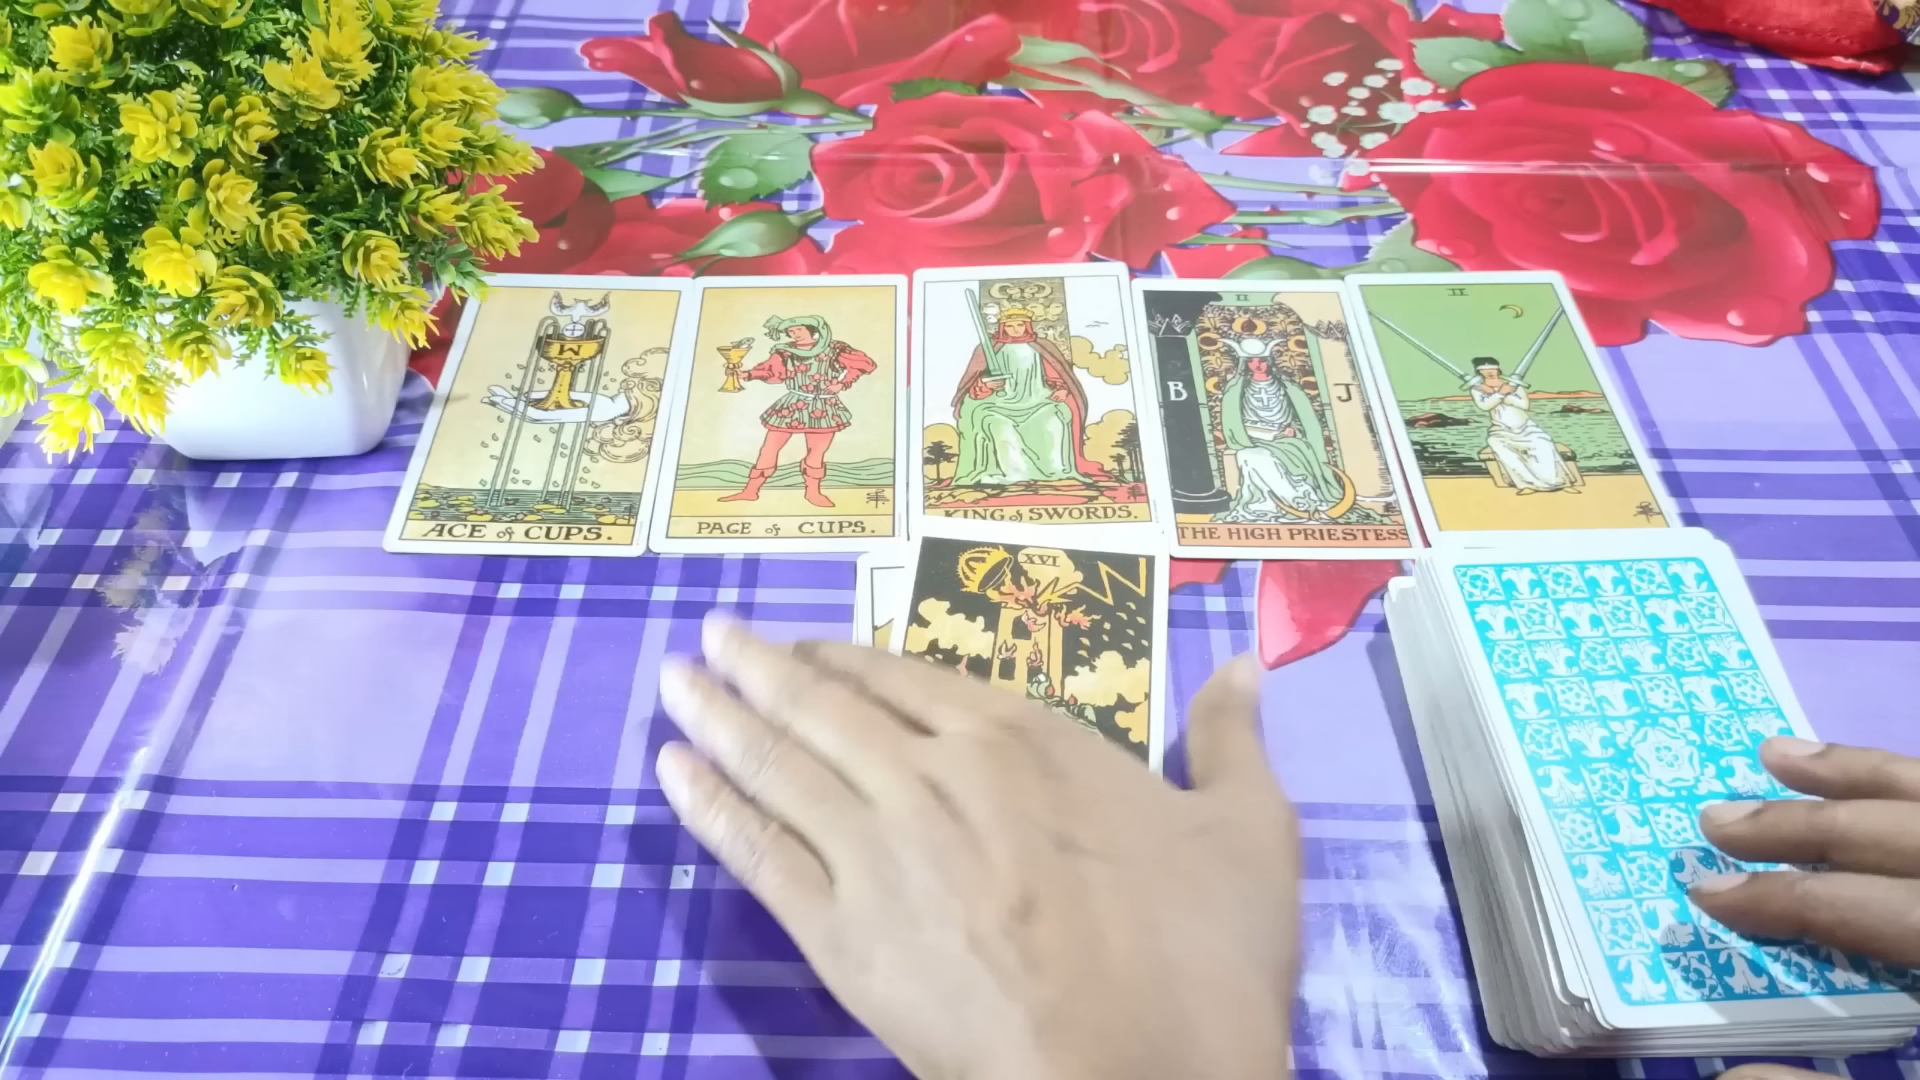 M
ACE of CUPS.
PAGE of CUPS.
KING of SWORDS.
II
B
J
THE HIGH PRIESTESS
II
XVI